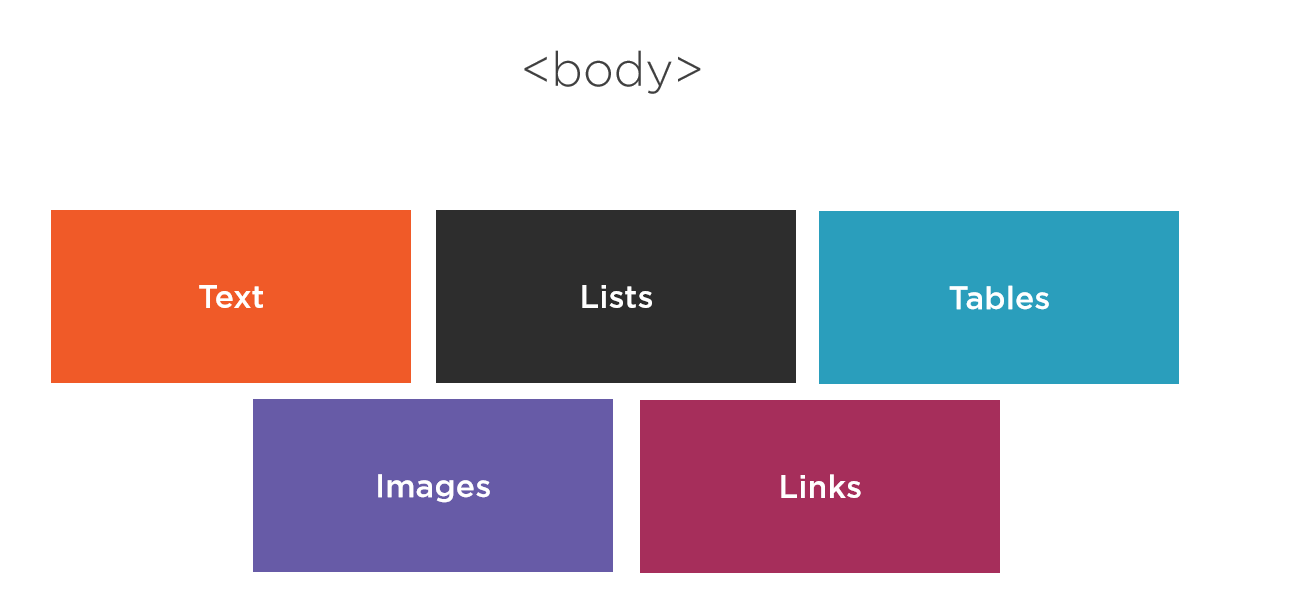 <body>
Text
Lists
Tables
Images
Links